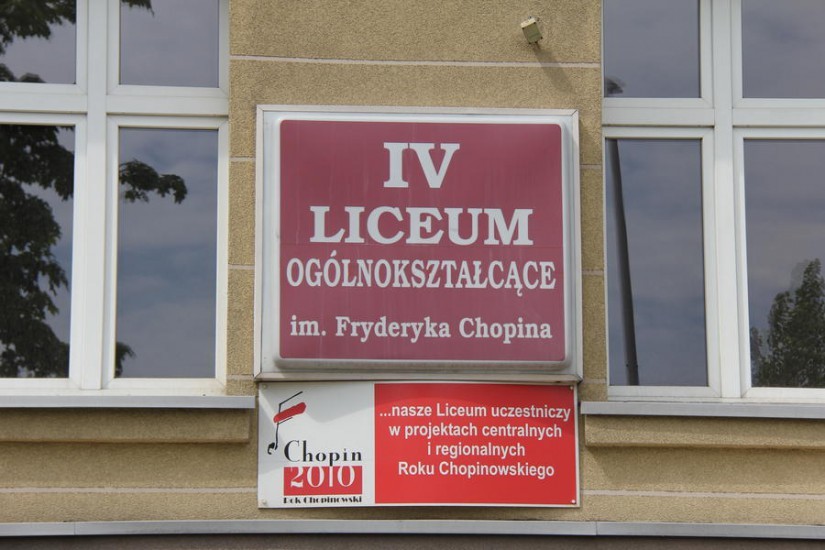 IV
LICEUM
OGÓLNOKSZTAŁCĄCE
im. Fryderyka Chopina
...nasze Liceum uczestniczy
w projektach centralnych
i regionalnych
Roku Chopinowskiego
Chopin
2010
Rok Chopinowski